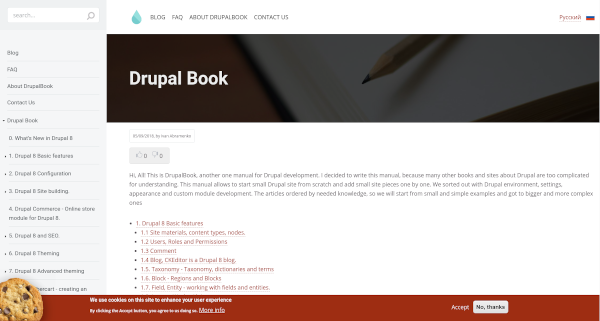 search...
Blog
FAQ
About DrupalBook
Contact Us
Drupal Book
0. What's New in Drupal 8
1. Drupal 8 Basic features
2. Drupal 8 Configuration
3. Drupal 8 Site building.
4. Drupal Commerce - Online store
module for Drupal 8.
5. Drupal 8 and SEO.
6. Drupal 8 Theming
7. Drupal 8 Advanced theming
creating an
BLOG FAQ ABOUT DRUPALBOOK CONTACT US
Русский
Drupal Book
05/09/2018, by
0 0
Hi, All! This is DrupalBook, another one manual for Drupal development. I decided to write this manual, because many other books and sites about Drupal are too complicated
for understanding. This manual allows to start small Drupal site from scratch and add small site pieces one by one. We sorted out with Drupal environment, settings,
appearance and custom module development. The articles ordered by needed knowledge, so we will start from small and simple examples and got to bigger and more complex
ones
1. Drupal 8 Basic features
1.1 Site materials, content types, nodes.
1.2 Users, Roles and Permissions
1.3 Comment
1.4 Blog, CKEditor is a Drupal 8 blog.
1.5. Taxonomy - Taxonomy, dictionaries and terms
1.6. Block - Regions and Blocks
1.7. Field, Entity - working with fields and entities.
We use cookies on this site to enhance your user experience
By clicking the Accept button, you agree to us doing so. More info
Accept No, thanks